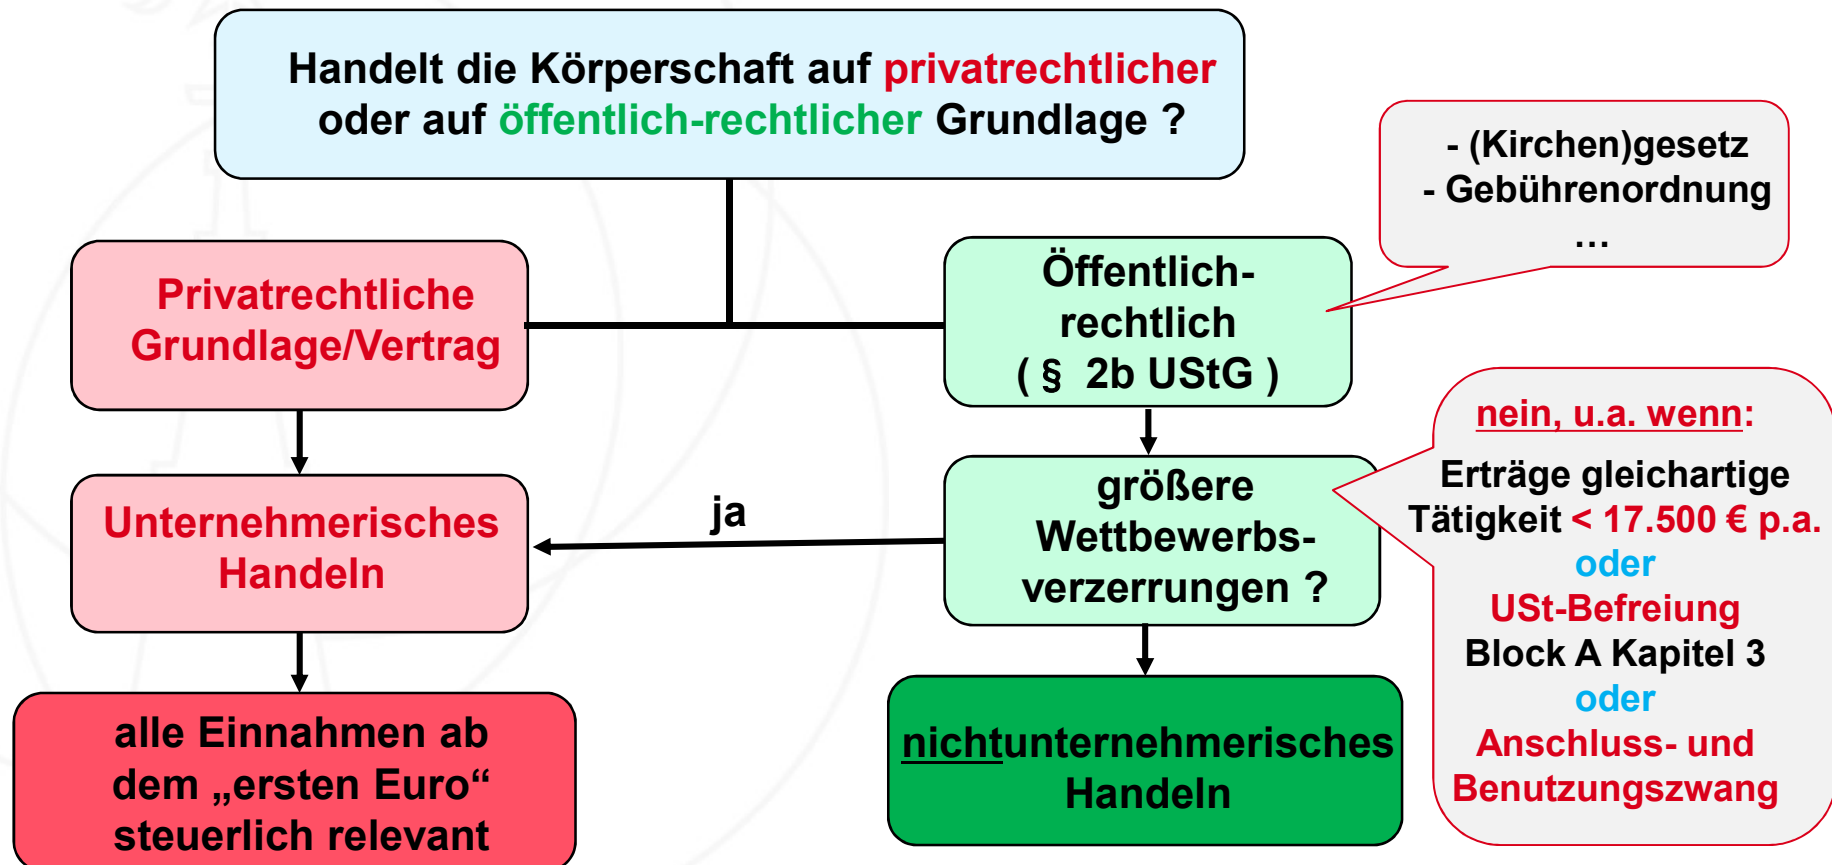 Handelt die Körperschaft auf privatrechtlicher
oder auf öffentlich-rechtlicher Grundlage ?
- (Kirchen)gesetz
- Gebührenordnung
...
Privatrechtliche
Grundlage/Vertrag
Öffentlich-
rechtlich
( § 2b UStG )
nein, u.a. wenn:
Erträge gleichartige
Tätigkeit < 17.500 € p.a.
oder
USt-Befreiung
Block A Kapitel 3
oder
Anschluss- und
Benutzungszwang
Unternehmerisches
Handeln
ja
größere
Wettbewerbs-
verzerrungen ?
alle Einnahmen ab
dem „ersten Euro“
steuerlich relevant
nichtunternehmerisches
Handeln